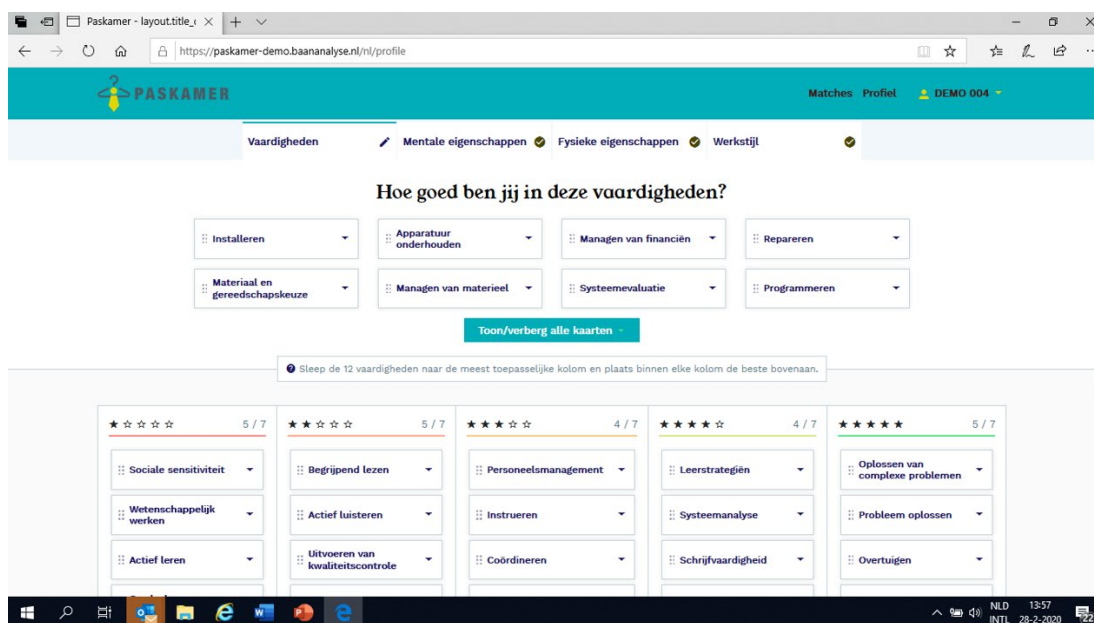 Paskamer - layout.title_c
https://paskamer-demo.baananalyse.nl/nl/profile
PASKAMER
Matches Profiel DEMO 004
Vaardigheden Mentale eigenschappen Fysieke eigenschappen Werkstijl
Hoe goed ben jij in deze vaardigheden?
Installeren
Apparatuur
onderhouden
Managen van financiën
Repareren
Materiaal en
gereedschapskeuze
Managen van materieel
Systeemevaluatie
Programmeren
Toon/verberg alle kaarten
Sleep de 12 vaardigheden naar de meest toepasselijke kolom en plaats binnen elke kolom de beste bovenaan.
5 / 7
5 / 7
4 / 7
4 / 7
5 / 7
Sociale sensitiviteit
Begrijpend lezen
Personeelsmanagement
Leerstrategiën
Oplossen van
complexe problemen
Wetenschappelijk
werken
Actief luisteren
Instrueren
Systeemanalyse
Probleem oplossen
Actief leren
Uitvoeren van
kwaliteitscontrole
Coördineren
Schrijfvaardigheid
Overtuigen
NLD 13:57
INTL 28-2-2020
22